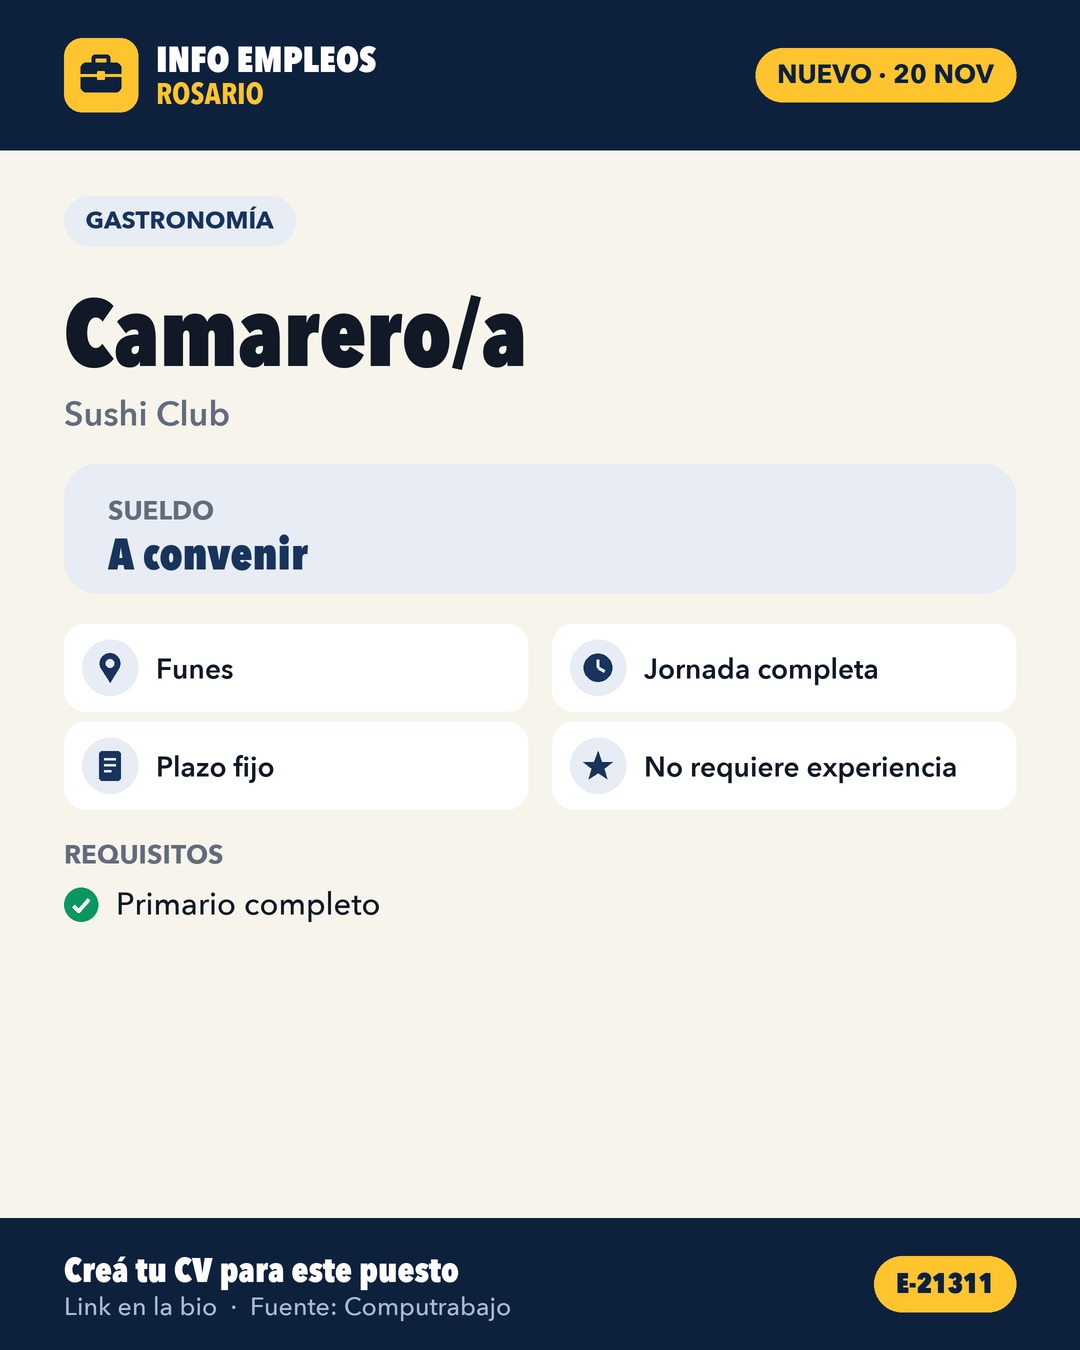 INFO EMPLEOS
ROSARIO
NUEVO · 20 NOV
GASTRONOMÍA
Camarero/a
Sushi Club
SUELDO
A convenir
Funes
Jornada completa
Plazo fijo
No requiere experiencia
REQUISITOS
Primario completo
Creá tu CV para este puesto
Link en la bio · Fuente: Computrabajo
E-21311